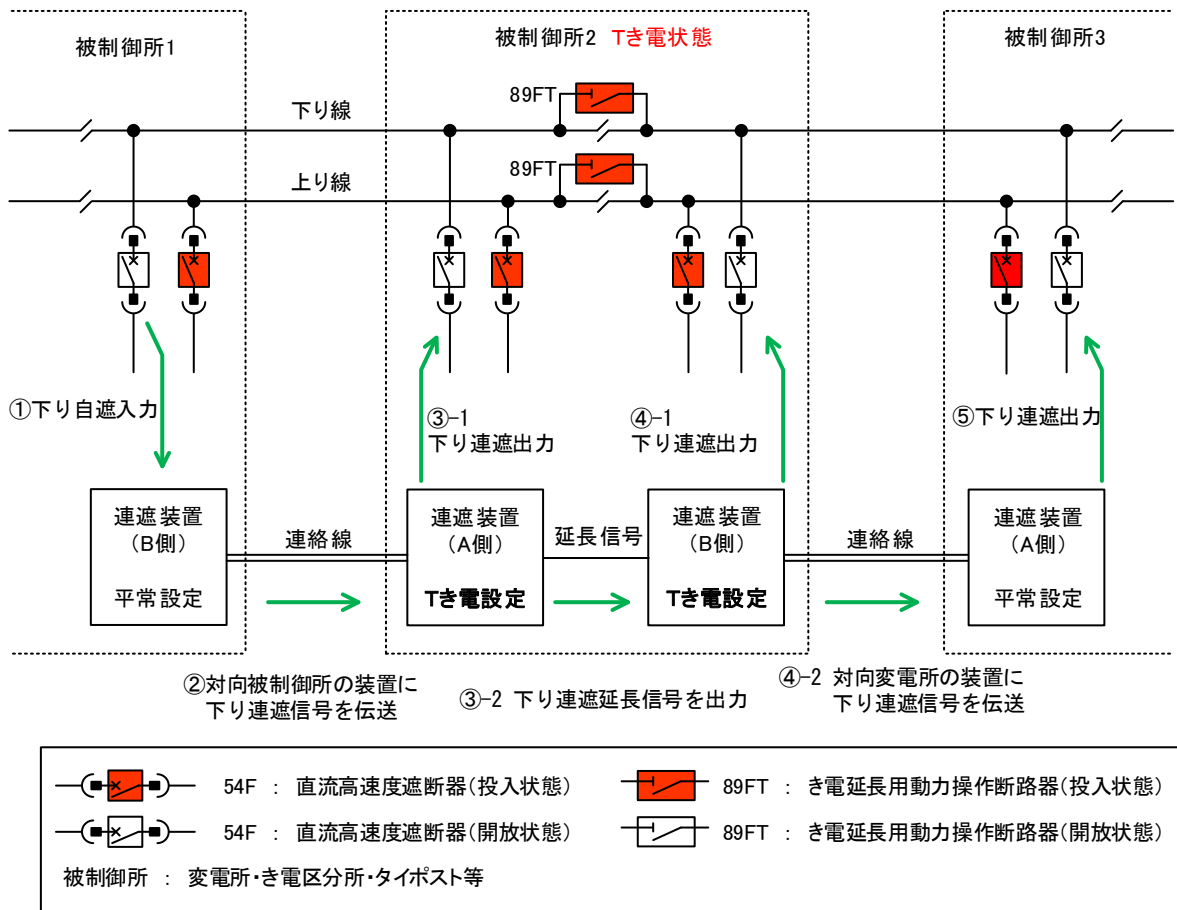 被制御所1
被制御所2 Tき電状態
被制御所3
89FT
下り線
89FT
上り線
①下り自遮入力
③-1
下り連遮出力
④-1
下り連遮出力
⑤下り連遮出力
連遮装置
(B側)
平常設定
連絡線
連遮装置
(A側)
Tき電設定
延長信号
連遮装置
(B側)
Tき電設定
連絡線
連遮装置
(A側)
平常設定
②対向被制御所の装置に
下り連遮信号を伝送
③-2 下り連遮延長信号を出力
④-2 対向変電所の装置に
下り連遮信号を伝送
54F : 直流高速度遮断器(投入状態)
89FT : き電延長用動力操作断路器(投入状態)
54F : 直流高速度遮断器(開放状態)
89FT : き電延長用動力操作断路器(開放状態)
被制御所 : 変電所・き電区分所・タイポスト等